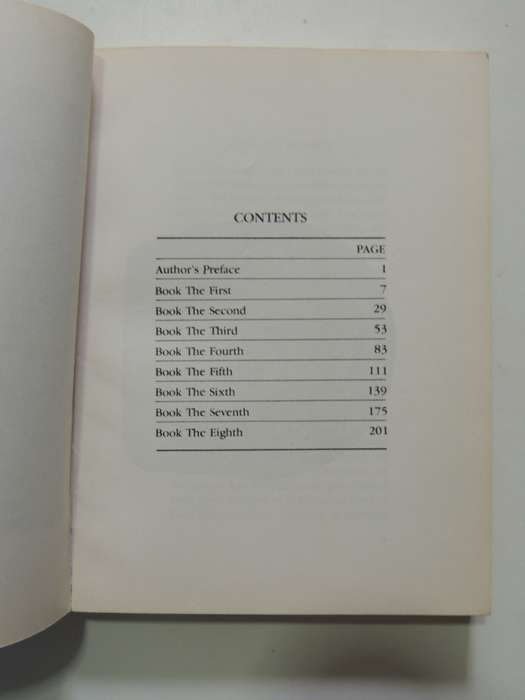 CONTENTS
PAGE
Author's Preface 1
Book The First 7
Book The Second 29
Book The Third 53
Book The Fourth 83
Book The Fifth 111
Book The Sixth 139
Book The Seventh 175
Book The Eighth 201